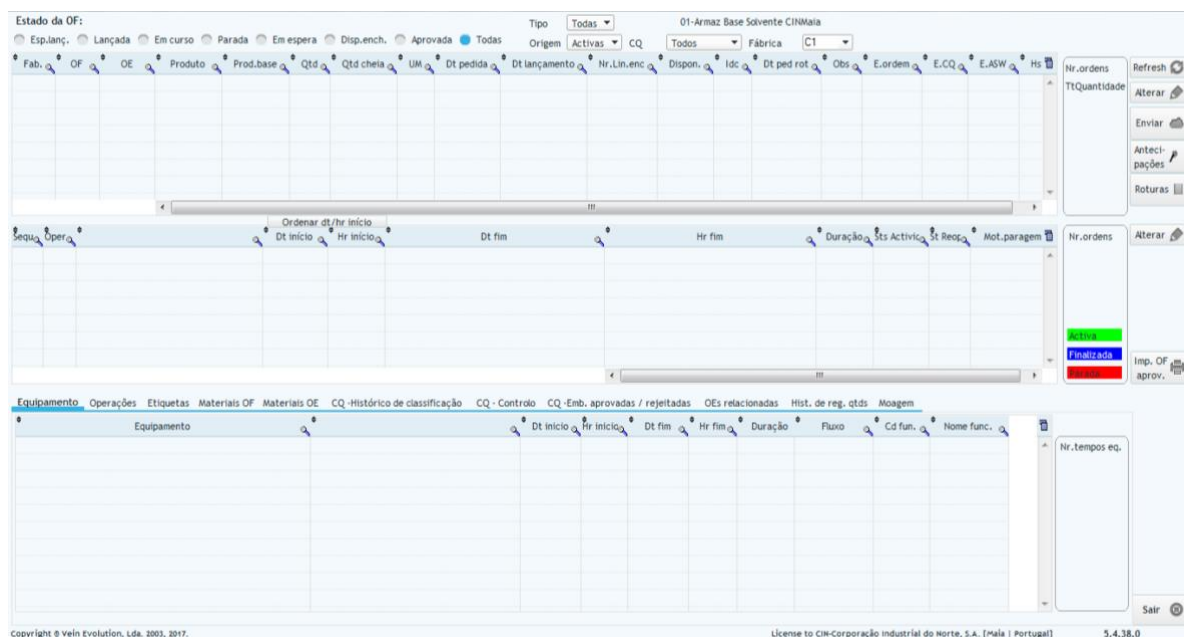 Estado da OF:
Tipo Todas 01-Armaz Base Solvente CINMaia
Esp.lanç. Lançada Em curso Parada Em espera Disp.ench. Aprovada Todas
Origem Activas CQ Todos Fábrica C1
Fab. OF OE Produto Prod.base Qtd Qtd cheia UM Dt pedida Dt lançamento Nr.Lin.enc Dispon. Idc Dt ped rot Obs E.ordem E.CQ E.ASW Hs
Nr.ordens
TtQuantidade
Refresh
Alterar
Enviar
Anteci-
pações
Roturas
Ordenar dt/hr início
Sequ Oper Dt início Hr início Dt fim Hr fim Duração Sts Activic St Reop Mot.paragem
Nr.ordens
Alterar
Activa
Finalizada
Parada
Imp. OF
aprov.
Equipamento Operações Etiquetas Materiais OF Materiais OE CQ -Histórico de classificação CQ - Controlo CQ -Emb. aprovadas / rejeitadas OEs relacionadas Hist. de reg. qtds Moagem
Equipamento Dt inicio Hr inicio Dt fim Hr fim Duração Fluxo Cd fun. Nome func.
Nr.tempos eq.
Sair
Copyright © Vein Evolution, Lda. 2003, 2017.
License to CIN-Corporação Industrial do Norte, S.A. [Maia | Portugal] 5.4.38.0